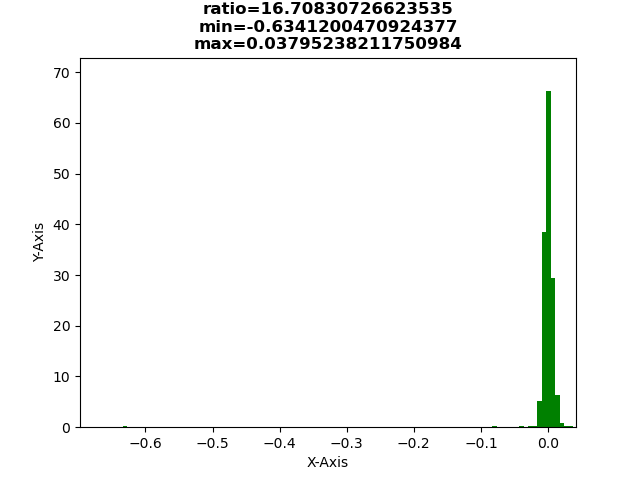 ratio=16.70830726623535
min=-0.6341200470924377
max=0.03795238211750984
70
60
50
40
30
20
10
0
Y-Axis
−0.6 −0.5 −0.4 −0.3 −0.2 −0.1 0.0
X-Axis